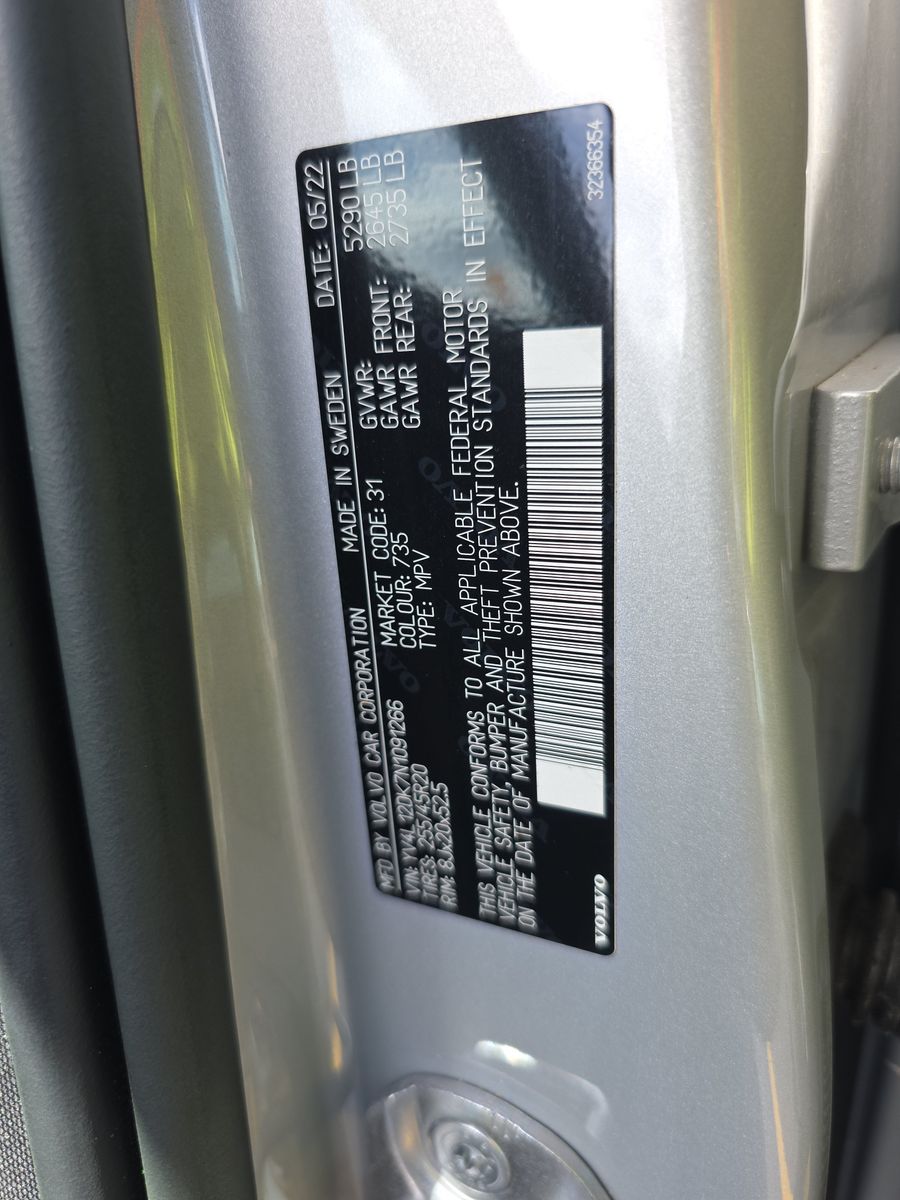 MFD BY VOLVO CAR CORPORATION MADE IN SWEDEN DATE: 05/22
VIN: YV4L12DK7N1091266 MARKET CODE: 31 GVWR: 5290 LB
TIRES: 255/45R20 COLOUR: 735 GAWR FRONT: 2645 LB
RIM: 8Jx20x52.5 TYPE: MPV GAWR REAR: 2735 LB
THIS VEHICLE CONFORMS TO ALL APPLICABLE FEDERAL MOTOR
VEHICLE SAFETY, BUMPER AND THEFT PREVENTION STANDARDS IN EFFECT
ON THE DATE OF MANUFACTURE SHOWN ABOVE.
VOLVO 32366354